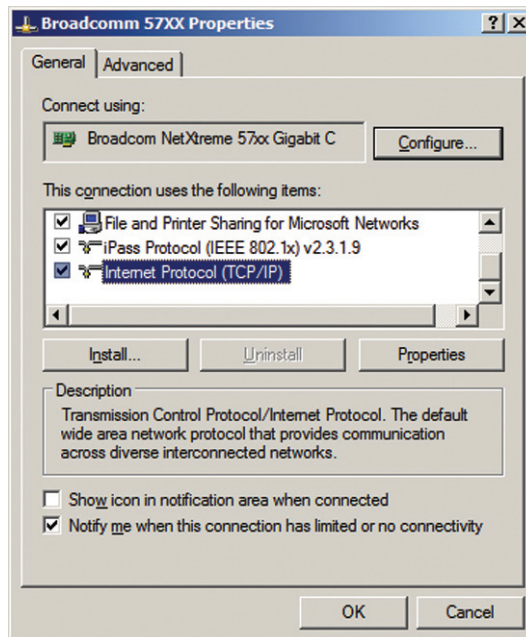 Broadcomm 57XX Properties
General
Advanced
Connect using:
Broadcom NetXtreme 57xx Gigabit C
Configure...
This connection uses the following items:
File and Printer Sharing for Microsoft Networks
iPass Protocol (IEEE 802.1x) v2.3.1.9
Internet Protocol (TCP/IP)
Install...
Uninstall
Properties
Description
Transmission Control Protocol/Internet Protocol. The default
wide area network protocol that provides communication
across diverse interconnected networks.
Show icon in notification area when connected
Notify me when this connection has limited or no connectivity
OK
Cancel